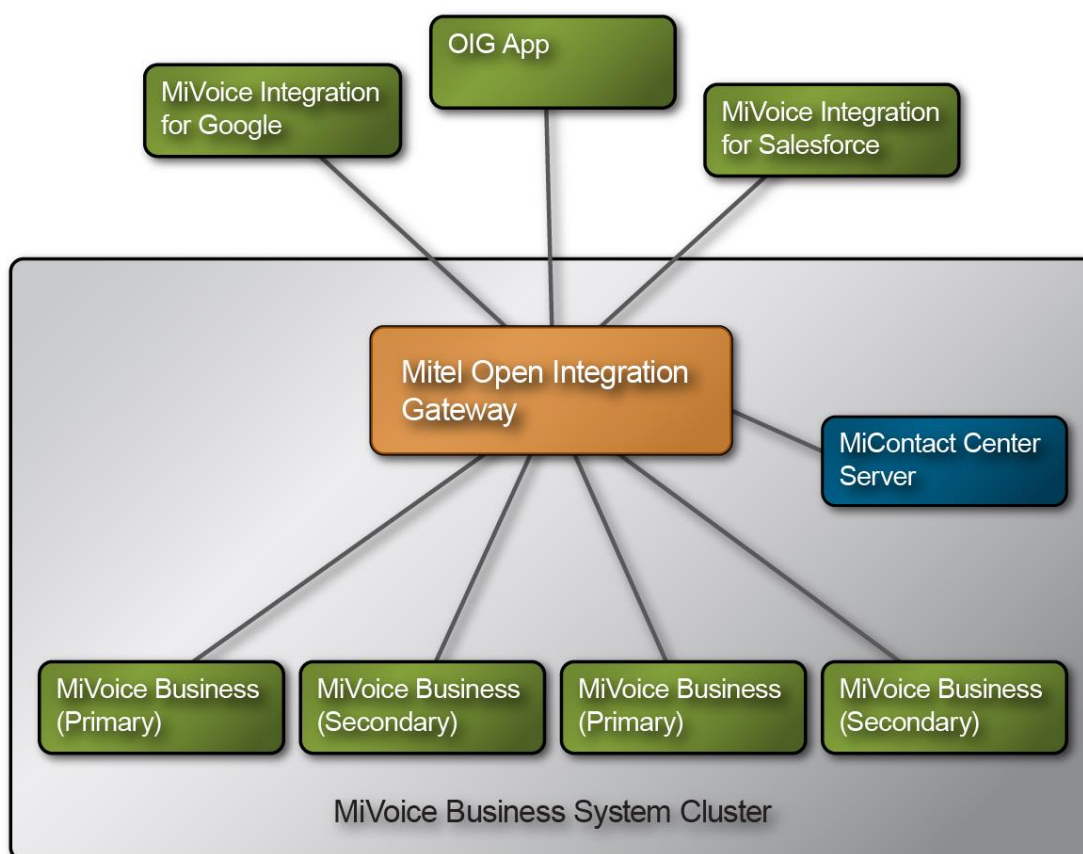 OIG App
MiVoice Integration
for Google
MiVoice Integration
for Salesforce
Mitel Open Integration
Gateway
MiContact Center
Server
MiVoice Business
(Primary)
MiVoice Business
(Secondary)
MiVoice Business
(Primary)
MiVoice Business
(Secondary)
MiVoice Business System Cluster